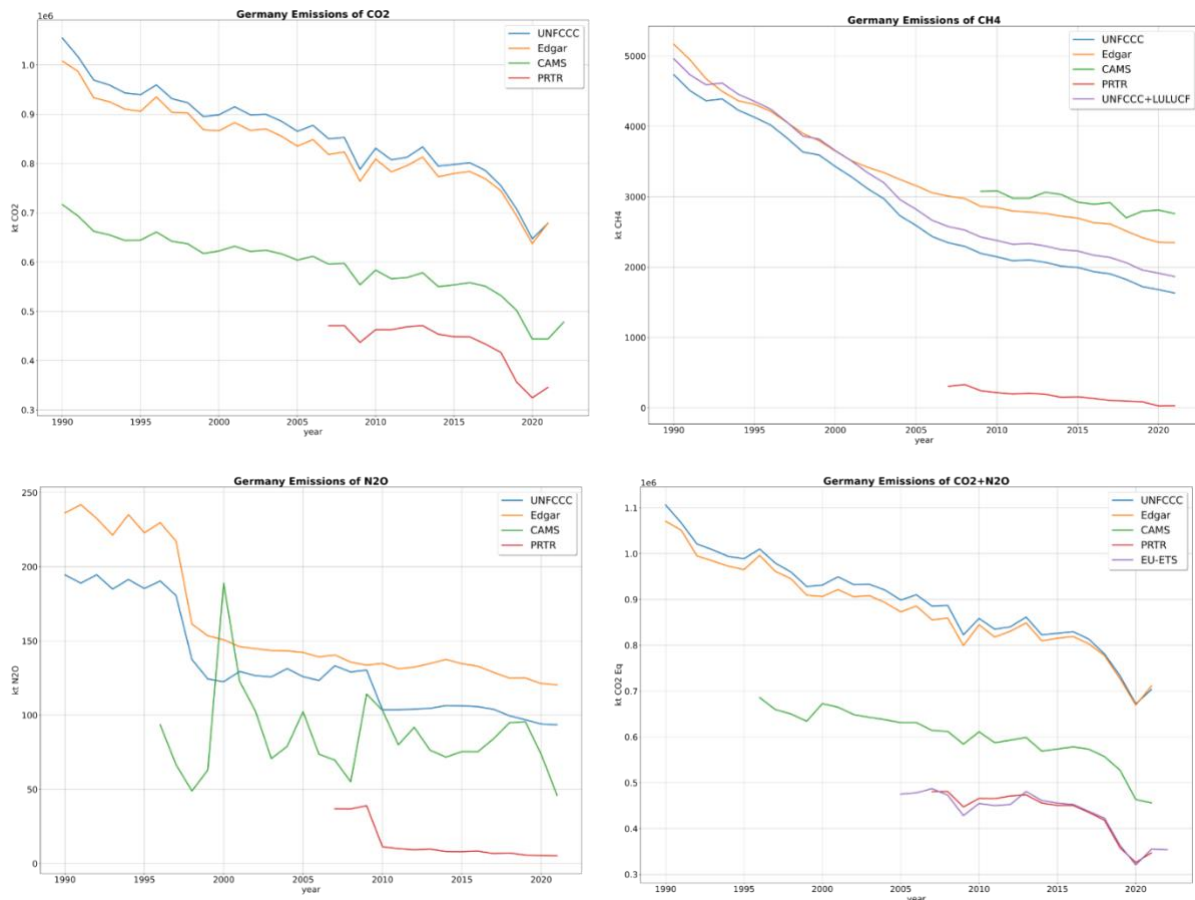 Germany Emissions of CO2
1e6
UNFCCC
Edgar
CAMS
PRTR
1.0
0.9
0.8
0.7
0.6
0.5
0.4
0.3
kt CO2
1990 1995 2000 2005 2010 2015 2020
year
Germany Emissions of CH4
UNFCCC
Edgar
CAMS
PRTR
UNFCCC+LULUCF
5000
4000
3000
2000
1000
0
kt CH4
1990 1995 2000 2005 2010 2015 2020
year
Germany Emissions of N2O
UNFCCC
Edgar
CAMS
PRTR
250
200
150
100
50
0
kt N2O
1990 1995 2000 2005 2010 2015 2020
year
Germany Emissions of CO2+N2O
1e6
UNFCCC
Edgar
CAMS
PRTR
EU-ETS
1.1
1.0
0.9
0.8
0.7
0.6
0.5
0.4
0.3
kt CO2 Eq
1990 1995 2000 2005 2010 2015 2020
year